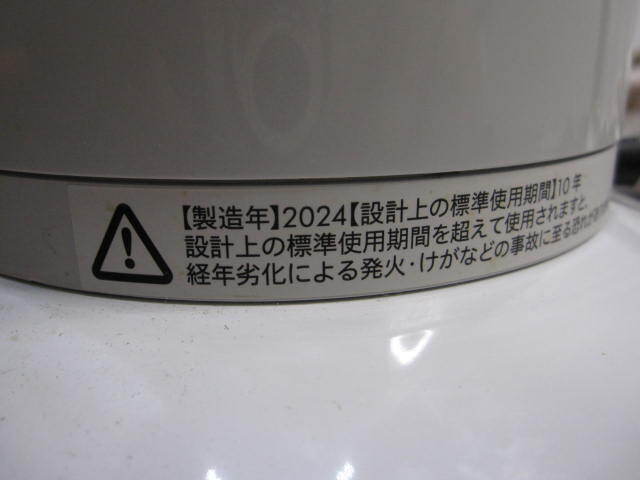 【製造年】2024【設計上の標準使用期間】10年
設計上の標準使用期間を超えて使用されますと、
経年劣化による発火・けがなどの事故に至る恐れが